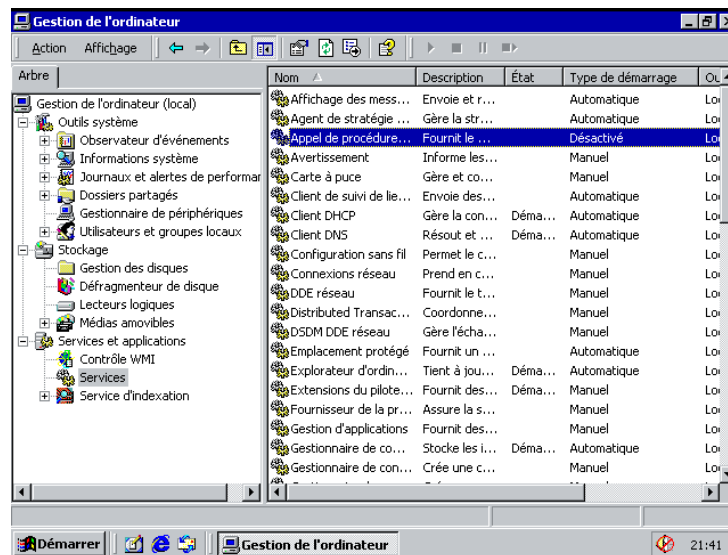 Gestion de l'ordinateur
Action Affichage
Arbre
Nom Description État Type de démarrage
Gestion de l'ordinateur (local)
Outils système
Observateur d'événements
Informations système
Journaux et alertes de performar
Dossiers partagés
Gestionnaire de périphériques
Utilisateurs et groupes locaux
Stockage
Gestion des disques
Défragmenteur de disque
Lecteurs logiques
Médias amovibles
Services et applications
Contrôle WMI
Services
Service d'indexation
Affichage des mess... Envoie et r... Automatique
Agent de stratégie ... Gère la str... Automatique
Appel de procédure... Fournit le ... Désactivé
Avertissement Informe les... Manuel
Carte à puce Gère et co... Manuel
Client de suivi de lie... Envoie des... Automatique
Client DHCP Gère la con... Déma... Automatique
Client DNS Résout et ... Déma... Automatique
Configuration sans fil Permet le c... Manuel
Connexions réseau Prend en c... Manuel
DDE réseau Fournit le t... Manuel
Distributed Transac... Coordonne... Manuel
DSDM DDE réseau Gère l'écha... Manuel
Emplacement protégé Fournit un ... Automatique
Explorateur d'ordin... Tient à jou... Déma... Automatique
Extensions du pilote... Fournit des... Déma... Manuel
Fournisseur de la pr... Assure la s... Manuel
Gestion d'applications Fournit des... Manuel
Gestionnaire de co... Stocke les i... Déma... Automatique
Gestionnaire de con... Crée une c... Manuel
Démarrer Gestion de l'ordinateur 21:41